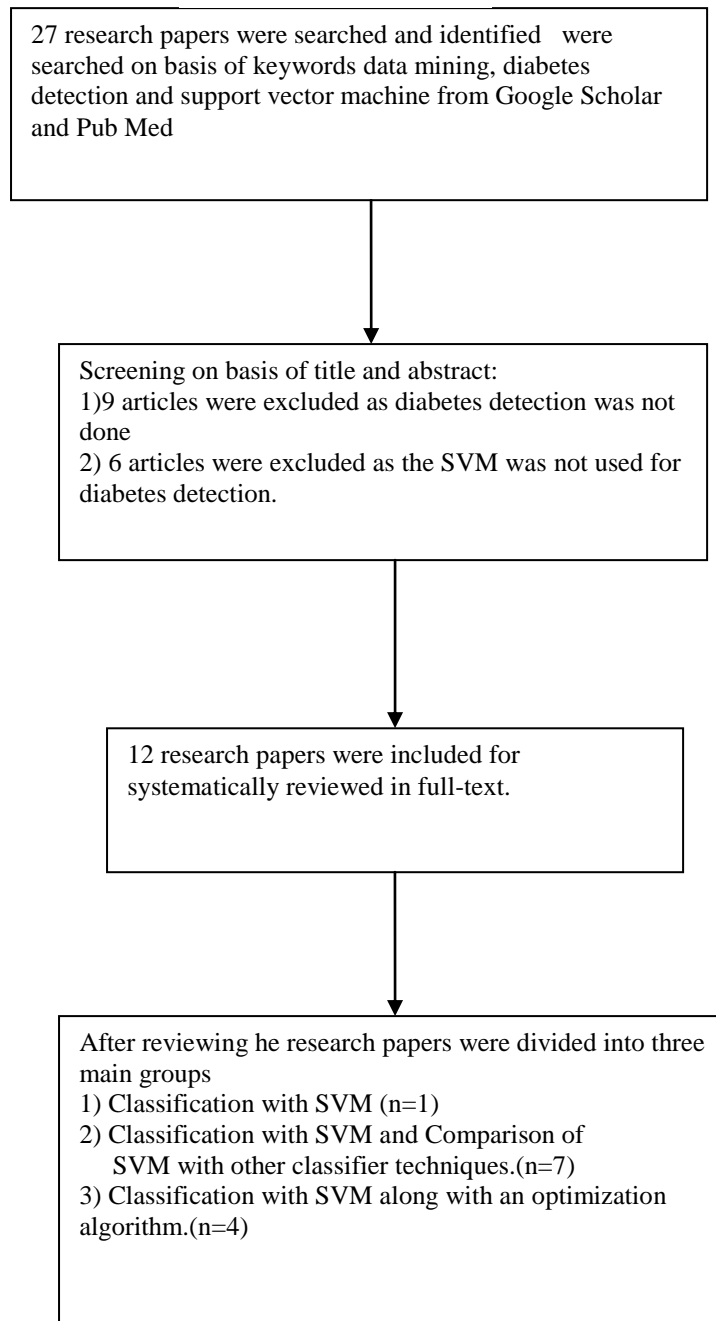 27 research papers were searched and identified were
searched on basis of keywords data mining, diabetes
detection and support vector machine from Google Scholar
and Pub Med
Screening on basis of title and abstract:
1)9 articles were excluded as diabetes detection was not
done
2) 6 articles were excluded as the SVM was not used for
diabetes detection.
12 research papers were included for
systematically reviewed in full-text.
After reviewing he research papers were divided into three
main groups
1) Classification with SVM (n=1)
2) Classification with SVM and Comparison of
SVM with other classifier techniques.(n=7)
3) Classification with SVM along with an optimization
algorithm.(n=4)